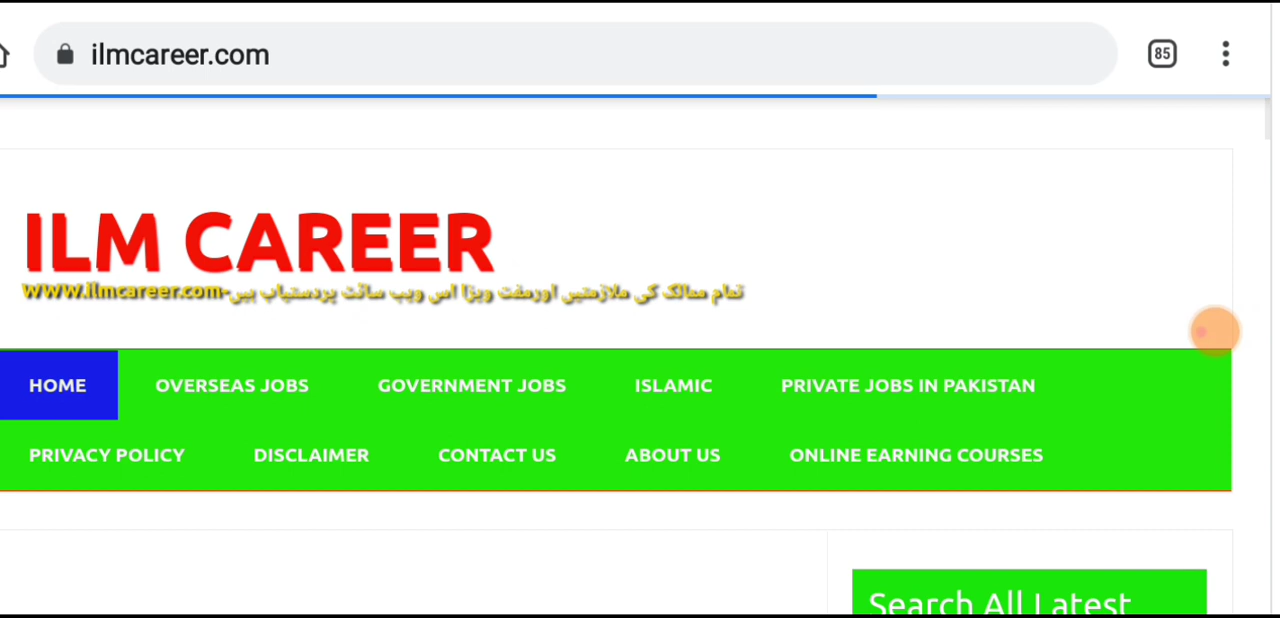 ilmcareer.com
85
ILM CAREER
www.ilmcareer.com-تمام ممالک کی ملازمتیں اورمفت ویزا اس ویب سائٹ پردستیاب ہیں
HOME OVERSEAS JOBS GOVERNMENT JOBS ISLAMIC PRIVATE JOBS IN PAKISTAN
PRIVACY POLICY DISCLAIMER CONTACT US ABOUT US ONLINE EARNING COURSES
Search All Latest